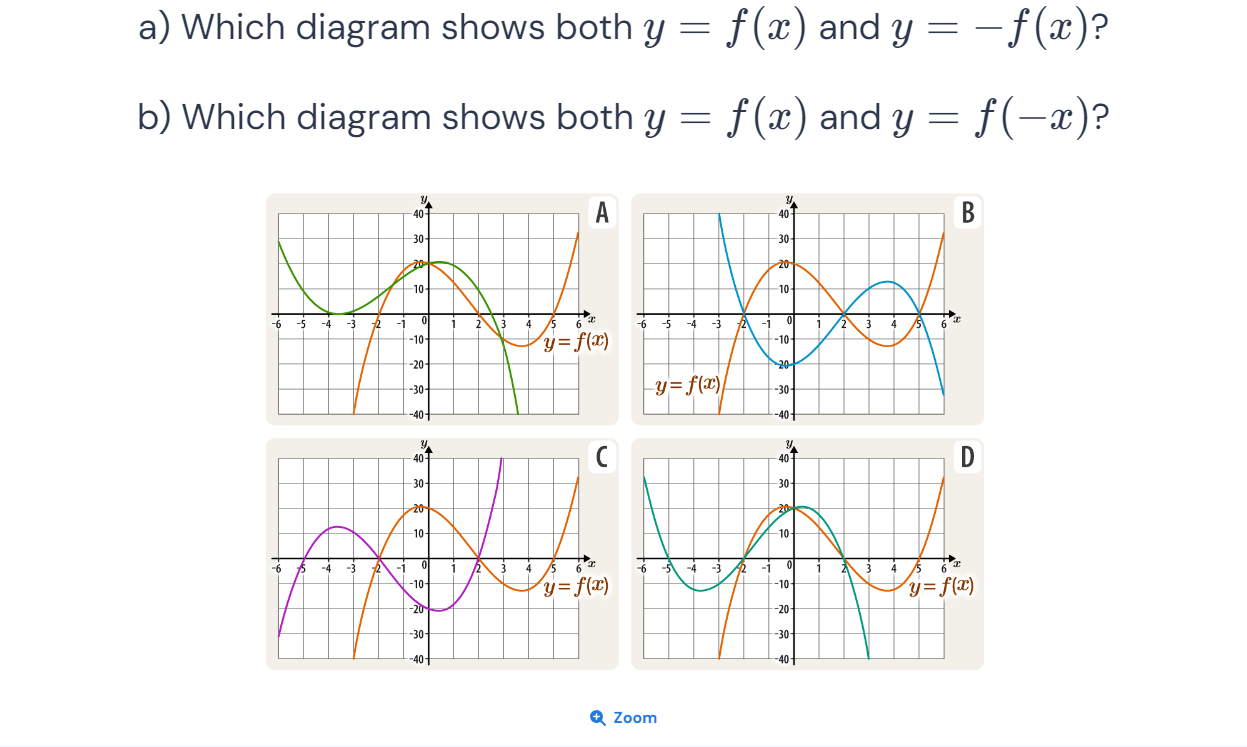 a) Which diagram shows both y = f(x) and y = −f(x)?
b) Which diagram shows both y = f(x) and y = f(−x)?
A
y
40
30
20
10
-6 -5 -4 -3 -2 -1 0 1 2 3 4 5 6 x
-10
-20
-30
-40
y = f(x)
B
y
40
30
20
10
-6 -5 -4 -3 -2 -1 0 1 2 3 4 5 6 x
-10
-20
-30
-40
y = f(x)
C
y
40
30
20
10
-6 -5 -4 -3 -2 -1 0 1 2 3 4 5 6 x
-10
-20
-30
-40
y = f(x)
D
y
40
30
20
10
-6 -5 -4 -3 -2 -1 0 1 2 3 4 5 6 x
-10
-20
-30
-40
y = f(x)
Zoom